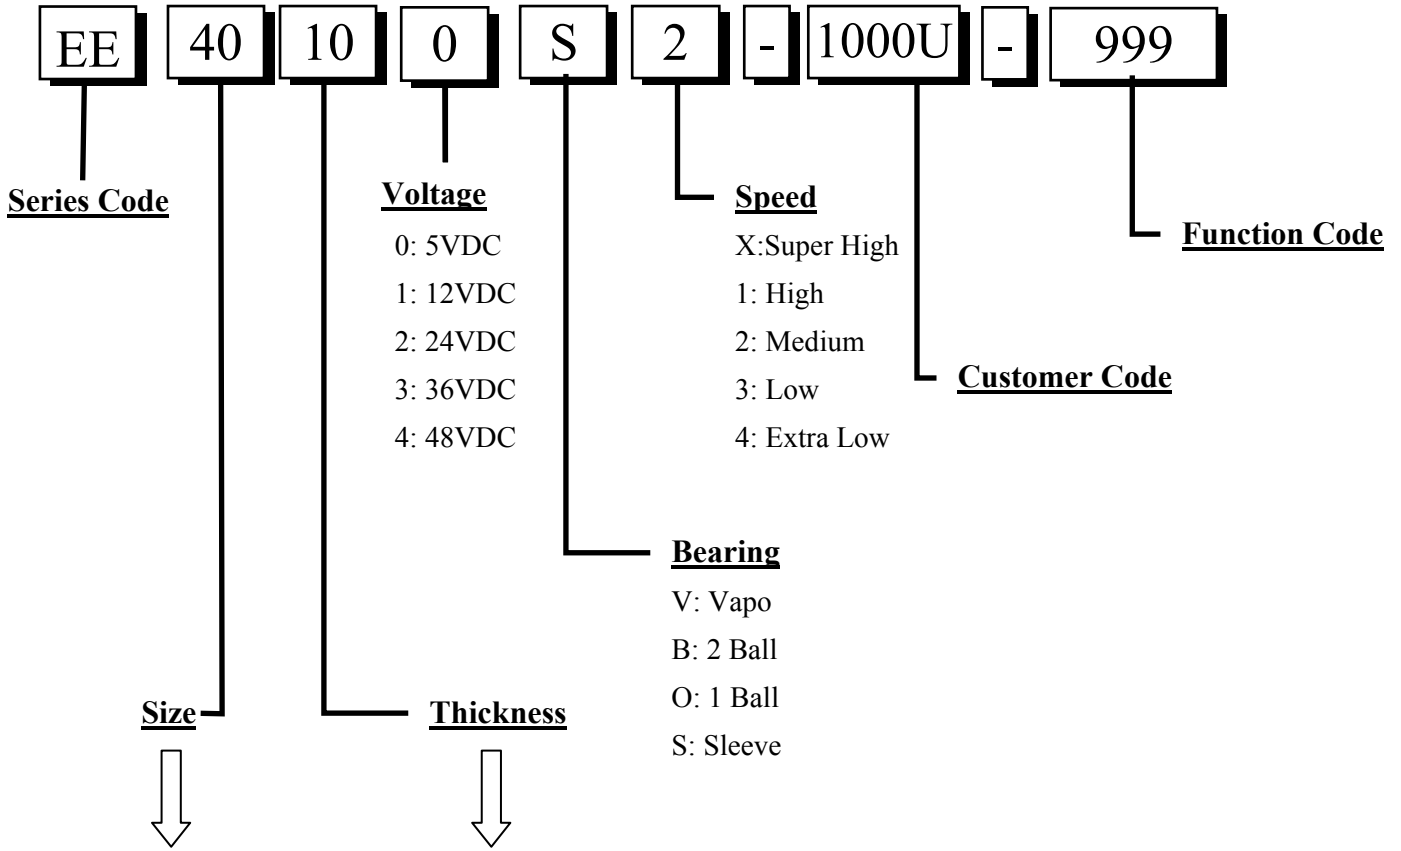 EE 40 10 0 S 2 - 1000U - 999
Series Code
Voltage
0: 5VDC
1: 12VDC
2: 24VDC
3: 36VDC
4: 48VDC
Speed
X:Super High
1: High
2: Medium
3: Low
4: Extra Low
Function Code
Customer Code
Bearing
V: Vapo
B: 2 Ball
O: 1 Ball
S: Sleeve
Size
Thickness